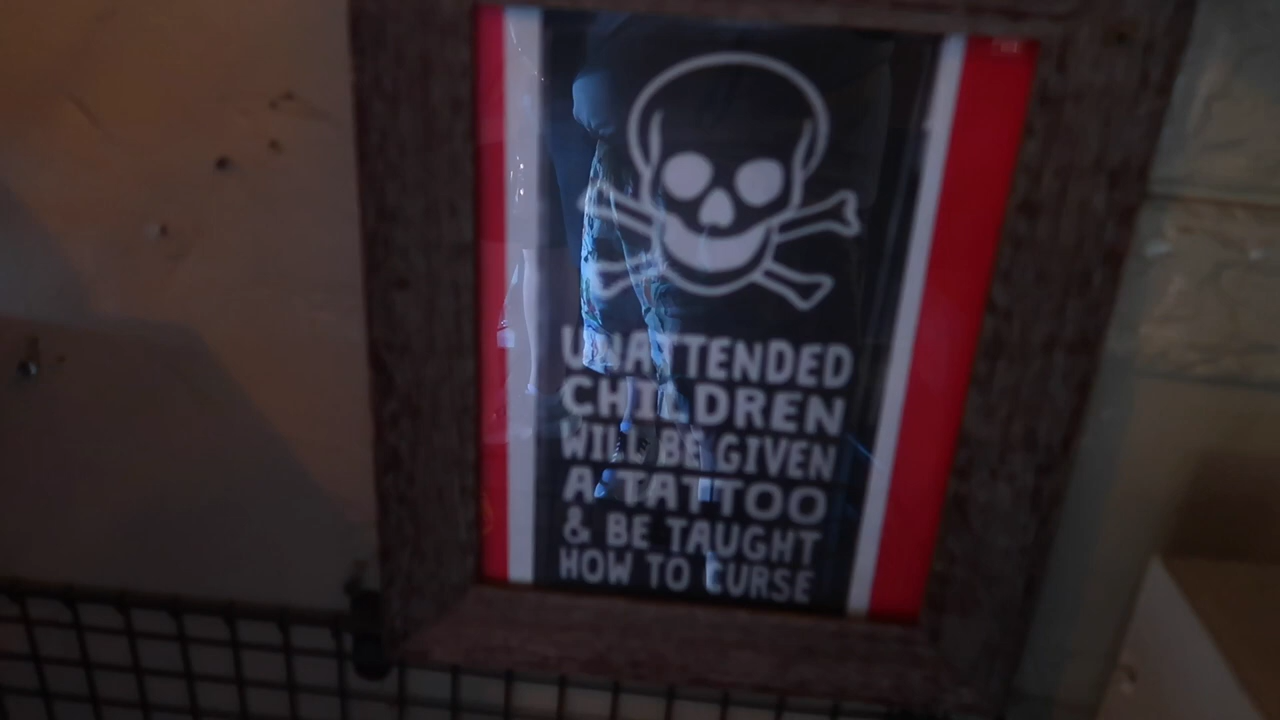 UNATTENDED
CHILDREN
WILL BE GIVEN
A TATTOO
& BE TAUGHT
HOW TO CURSE